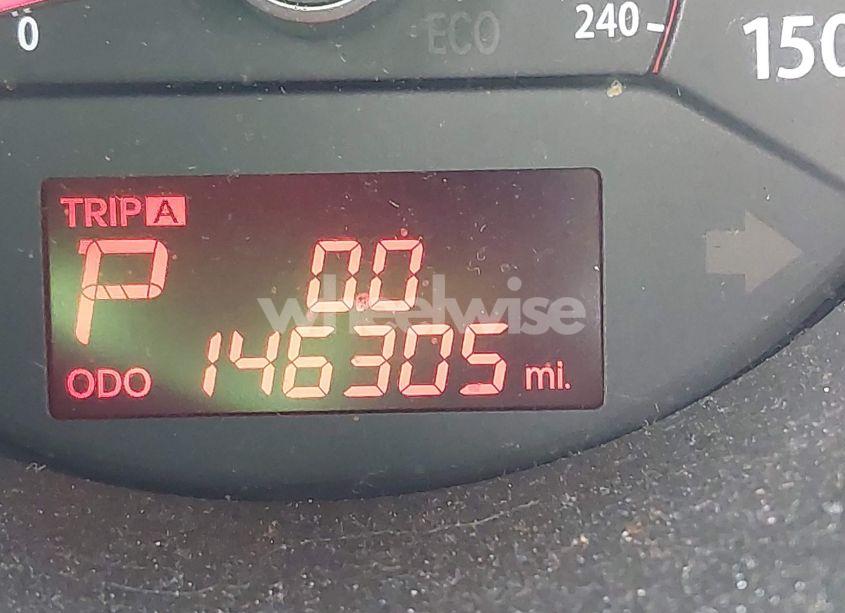 0 ECO 240 150
TRIP A
P 0.0
wheelwise
ODO 146305 mi.